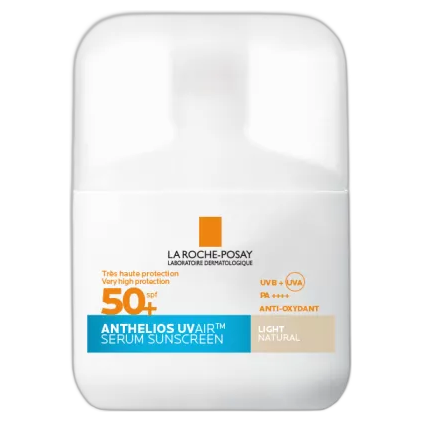 LA ROCHE-POSAY
LABORATOIRE DERMATOLOGIQUE
Très haute protection
Very high protection
50+ spf
UVB + UVA
PA ++++
ANTI-OXYDANT
ANTHELIOS UVAIR™
SERUM SUNSCREEN
LIGHT
NATURAL